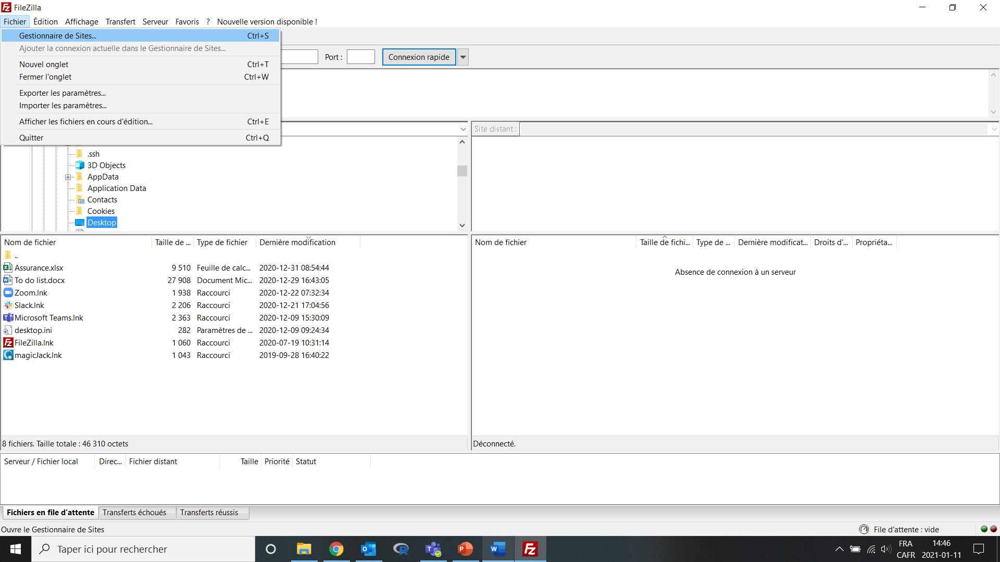 FileZilla
Fichier Édition Affichage Transfert Serveur Favoris ? Nouvelle version disponible !
Gestionnaire de Sites... Ctrl+S
Ajouter la connexion actuelle dans le Gestionnaire de Sites...
Nouvel onglet Ctrl+T
Fermer l'onglet Ctrl+W
Exporter les paramètres...
Importer les paramètres...
Afficher les fichiers en cours d'édition... Ctrl+E
Quitter Ctrl+Q
Port : Connexion rapide
Site distant :
.ssh
3D Objects
AppData
Application Data
Contacts
Cookies
Desktop
Nom de fichier Taille de ... Type de fichier Dernière modification
..
Assurance.xlsx 9 510 Feuille de calc... 2020-12-31 08:54:44
To do list.docx 27 908 Document Mic... 2020-12-29 16:43:05
Zoom.lnk 1 938 Raccourci 2020-12-22 07:32:34
Slack.lnk 2 206 Raccourci 2020-12-21 17:04:56
Microsoft Teams.lnk 2 363 Raccourci 2020-12-09 15:30:09
desktop.ini 282 Paramètres de ... 2020-12-09 09:24:34
FileZilla.lnk 1 060 Raccourci 2020-07-19 10:31:14
magicJack.lnk 1 043 Raccourci 2019-09-28 16:40:22
8 fichiers. Taille totale : 46 310 octets
Nom de fichier Taille de fichi... Type de ... Dernière modificat... Droits d'... Propriéta...
Absence de connexion à un serveur
Déconnecté.
Serveur / Fichier local Direc... Fichier distant Taille Priorité Statut
Fichiers en file d'attente Transferts échoués Transferts réussis
Ouvre le Gestionnaire de Sites File d'attente : vide
Taper ici pour rechercher
FRA
CAFR
14:46
2021-01-11